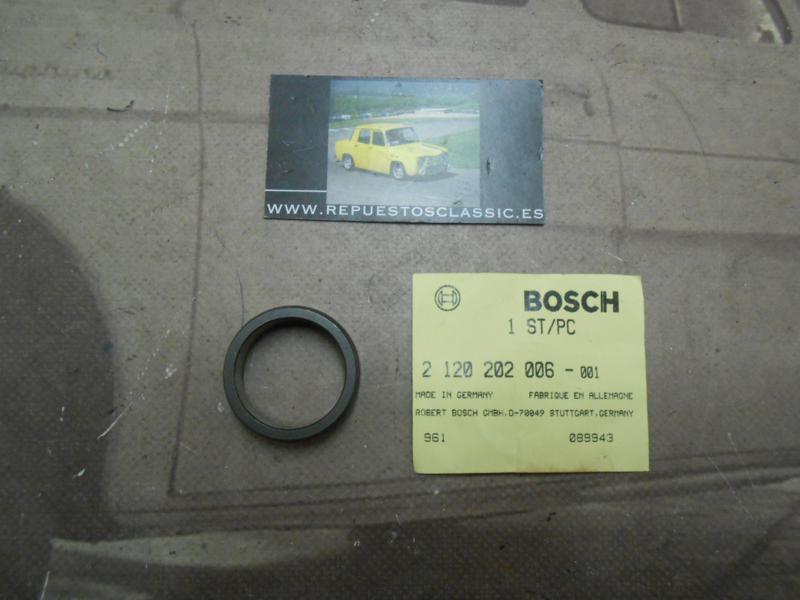 WWW.REPUESTOSCLASSIC.ES
BOSCH
1 ST/PC
2 120 202 006 - 001
MADE IN GERMANY FABRIQUE EN ALLEMAGNE
ROBERT BOSCH GMBH,D-70049 STUTTGART,GERMANY
961 089943